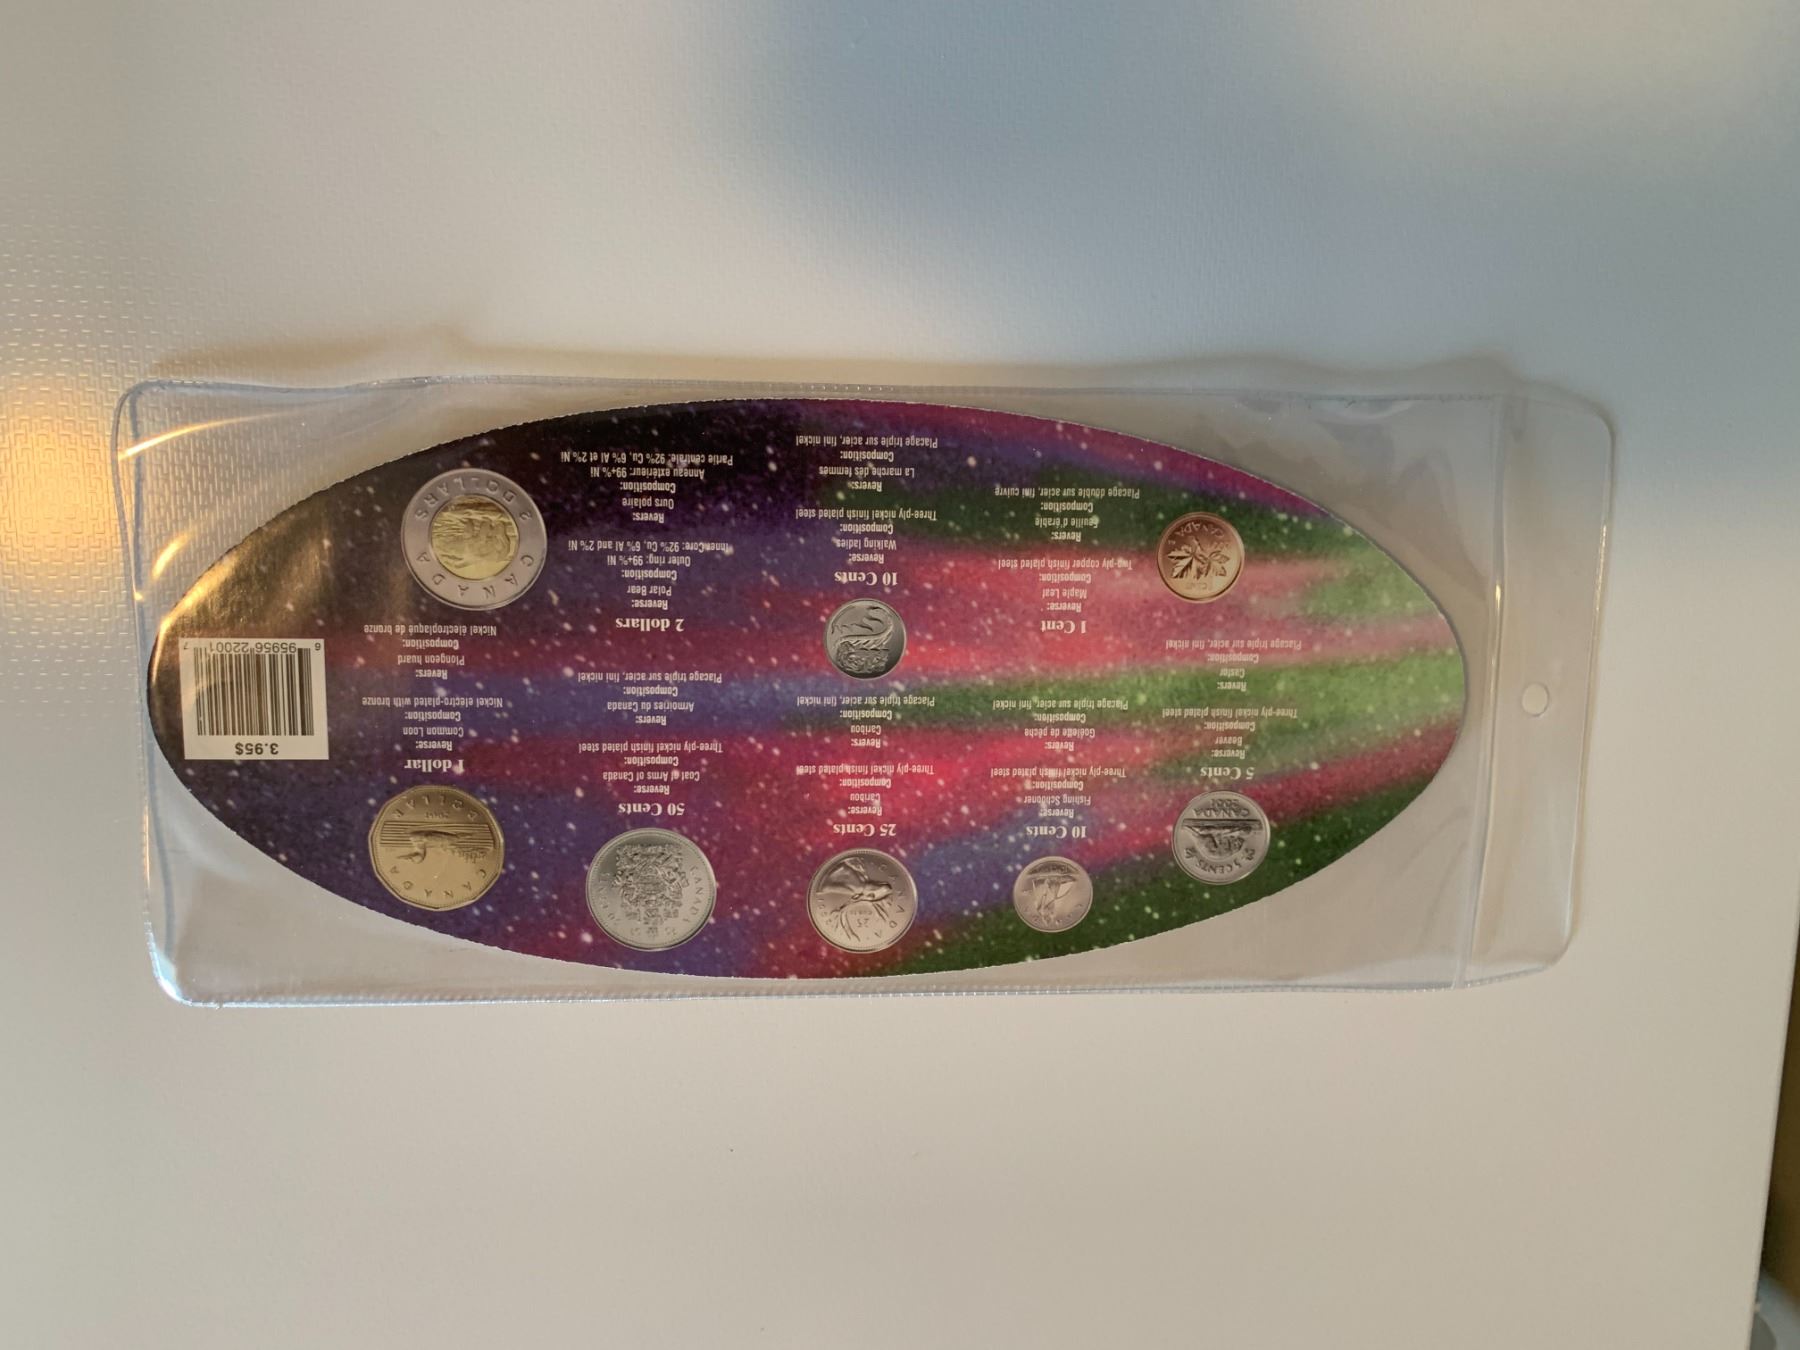 5 Cents
Reverse:
Beaver
Composition:
Three-ply nickel finish plated steel
Revers:
Castor
Composition:
Placage triple sur acier, fini nickel
10 Cents
Reverse:
Fishing Schooner
Composition:
Three-ply nickel finish plated steel
Revers:
Goélette de pêche
Composition:
Placage triple sur acier, fini nickel
25 Cents
Reverse:
Caribou
Composition:
Three-ply nickel finish plated steel
Revers:
Caribou
Composition:
Placage triple sur acier, fini nickel
50 Cents
Reverse:
Coat of Arms of Canada
Composition:
Three-ply nickel finish plated steel
Revers:
Armoiries du Canada
Composition:
Placage triple sur acier, fini nickel
1 dollar
Reverse:
Common Loon
Composition:
Nickel electro-plated with bronze
Revers:
Plongeon huard
Composition:
Nickel électroplaqué de bronze
1 Cent
Reverse:
Maple Leaf
Composition:
Two-ply copper finish plated steel
Revers:
Feuille d'érable
Composition:
Placage double sur acier, fini cuivre
10 Cents
Reverse:
Walking ladies
Composition:
Three-ply nickel finish plated steel
Revers:
La marche des femmes
Composition:
Placage triple sur acier, fini nickel
2 dollars
Reverse:
Polar Bear
Composition:
Outer ring: 99+% Ni
Inner Core: 92% Cu, 6% Al and 2% Ni
Revers:
Ours polaire
Composition:
Anneau extérieur: 99+% Ni
Partie centrale: 92% Cu, 6% Al et 2% Ni
3.95$
6 95956 22001 7
5 CENTS
CANADA
2001
CANADA
25
CENTS
CANADA
CANADA
DOLLAR
CANADA
2 DOLLARS
CANADA